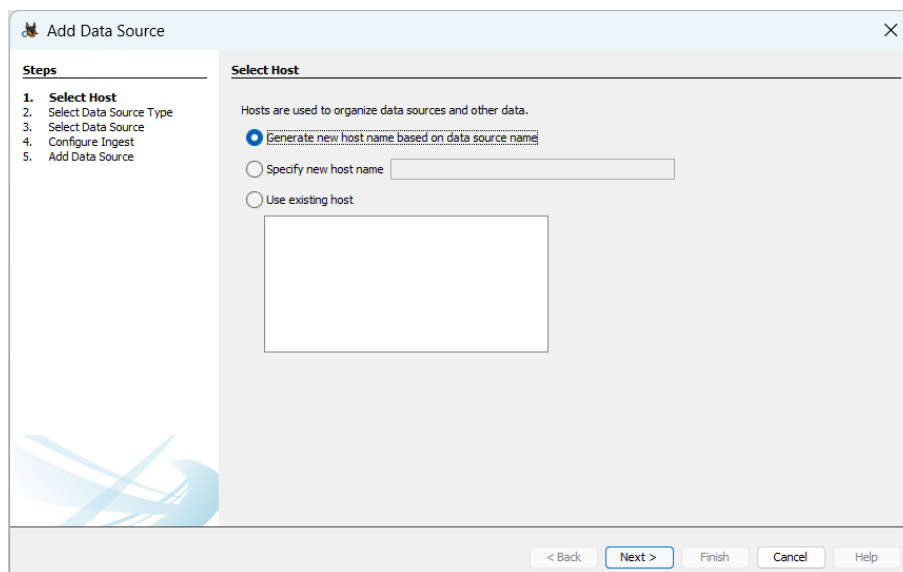 Add Data Source
Steps
1. Select Host
2. Select Data Source Type
3. Select Data Source
4. Configure Ingest
5. Add Data Source
Select Host
Hosts are used to organize data sources and other data.
Generate new host name based on data source name
Specify new host name
Use existing host
< Back Next > Finish Cancel Help